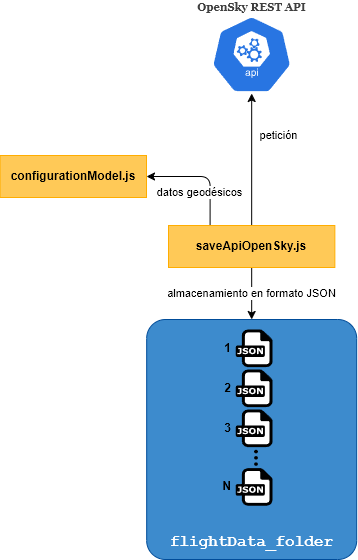 OpenSky REST API
api
petición
configurationModel.js
datos geodésicos
saveApiOpenSky.js
almacenamiento en formato JSON
1
JSON
2
JSON
3
JSON
N
JSON
flightData_folder